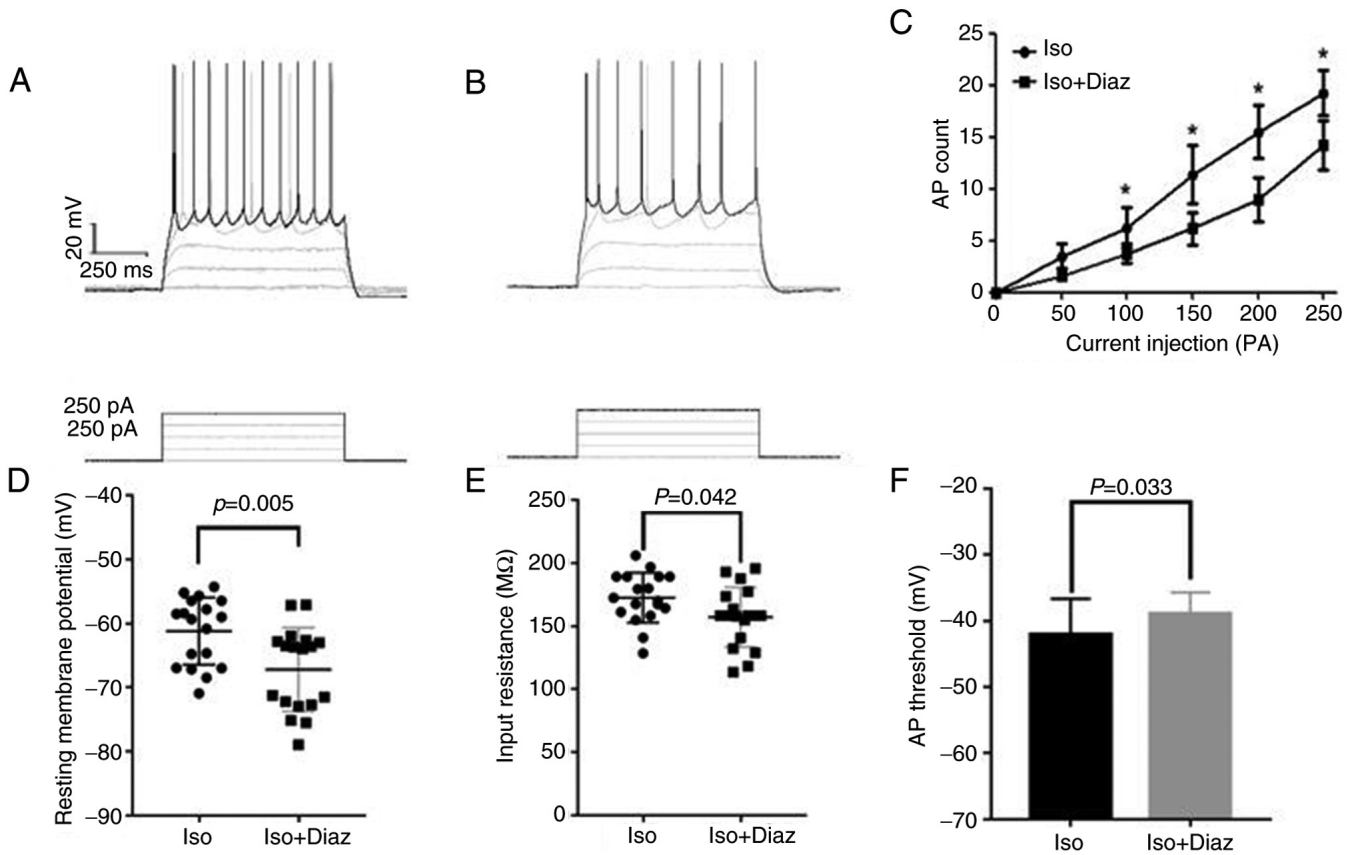 A
20 mV
250 ms
250 pA
250 pA
B
C
Iso
Iso+Diaz
*
*
*
*
AP count
25
20
15
10
5
0
0 50 100 150 200 250
Current injection (PA)
D
Resting membrane potential (mV)
–40
–50
–60
–70
–80
–90
p=0.005
Iso Iso+Diaz
E
Input resistance (MΩ)
250
200
150
100
50
0
P=0.042
Iso Iso+Diaz
F
AP threshold (mV)
–20
–30
–40
–50
–60
–70
P=0.033
Iso Iso+Diaz